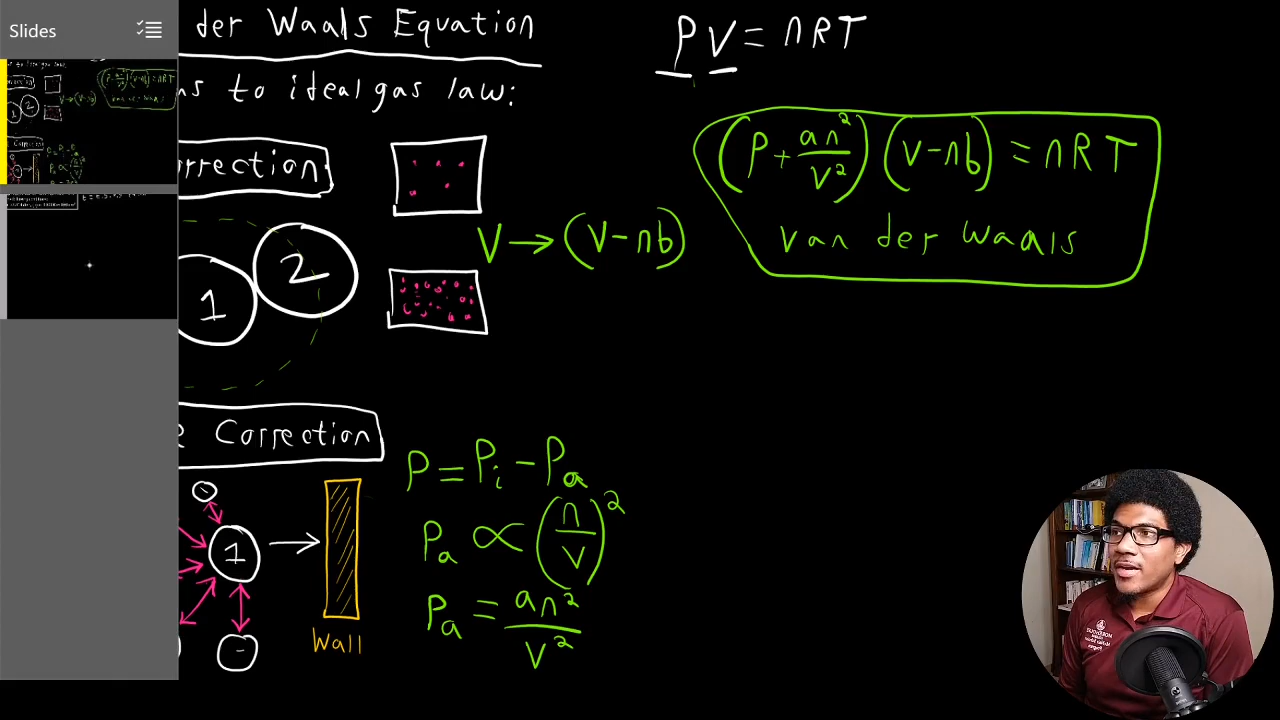 Slides
der Waals Equation
ns to ideal gas law:
PV = nRT
rrection
(P + an²/V²) (V-nb) = nRT
van der waals
V → (V-nb)
1
2
Correction
P = Pi - Pa
Pa ∝ (n/V)²
Pa = an²/V²
1
Wall